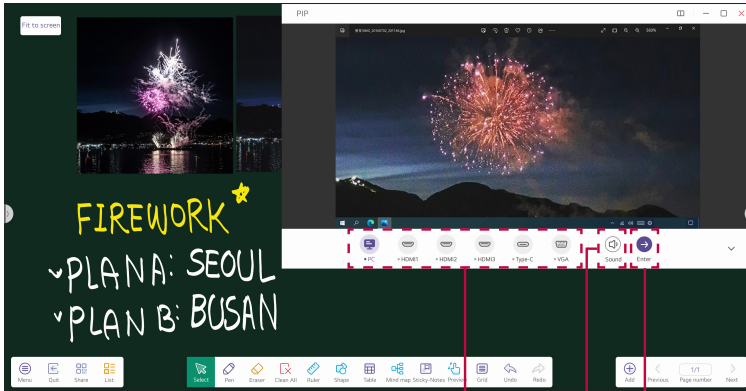 PIP
Fit to screen
580%
FIREWORK
PLAN A: SEOUL
PLAN B: BUSAN
PC
HDMI1
HDMI2
HDMI3
Type-C
VGA
Sound
Enter
Menu
Quit
Share
List
Select
Pen
Eraser
Clean All
Ruler
Shape
Table
Mind map
Sticky-Notes
Preview
Grid
Undo
Redo
Add
Previous
1/1
Page number
Next